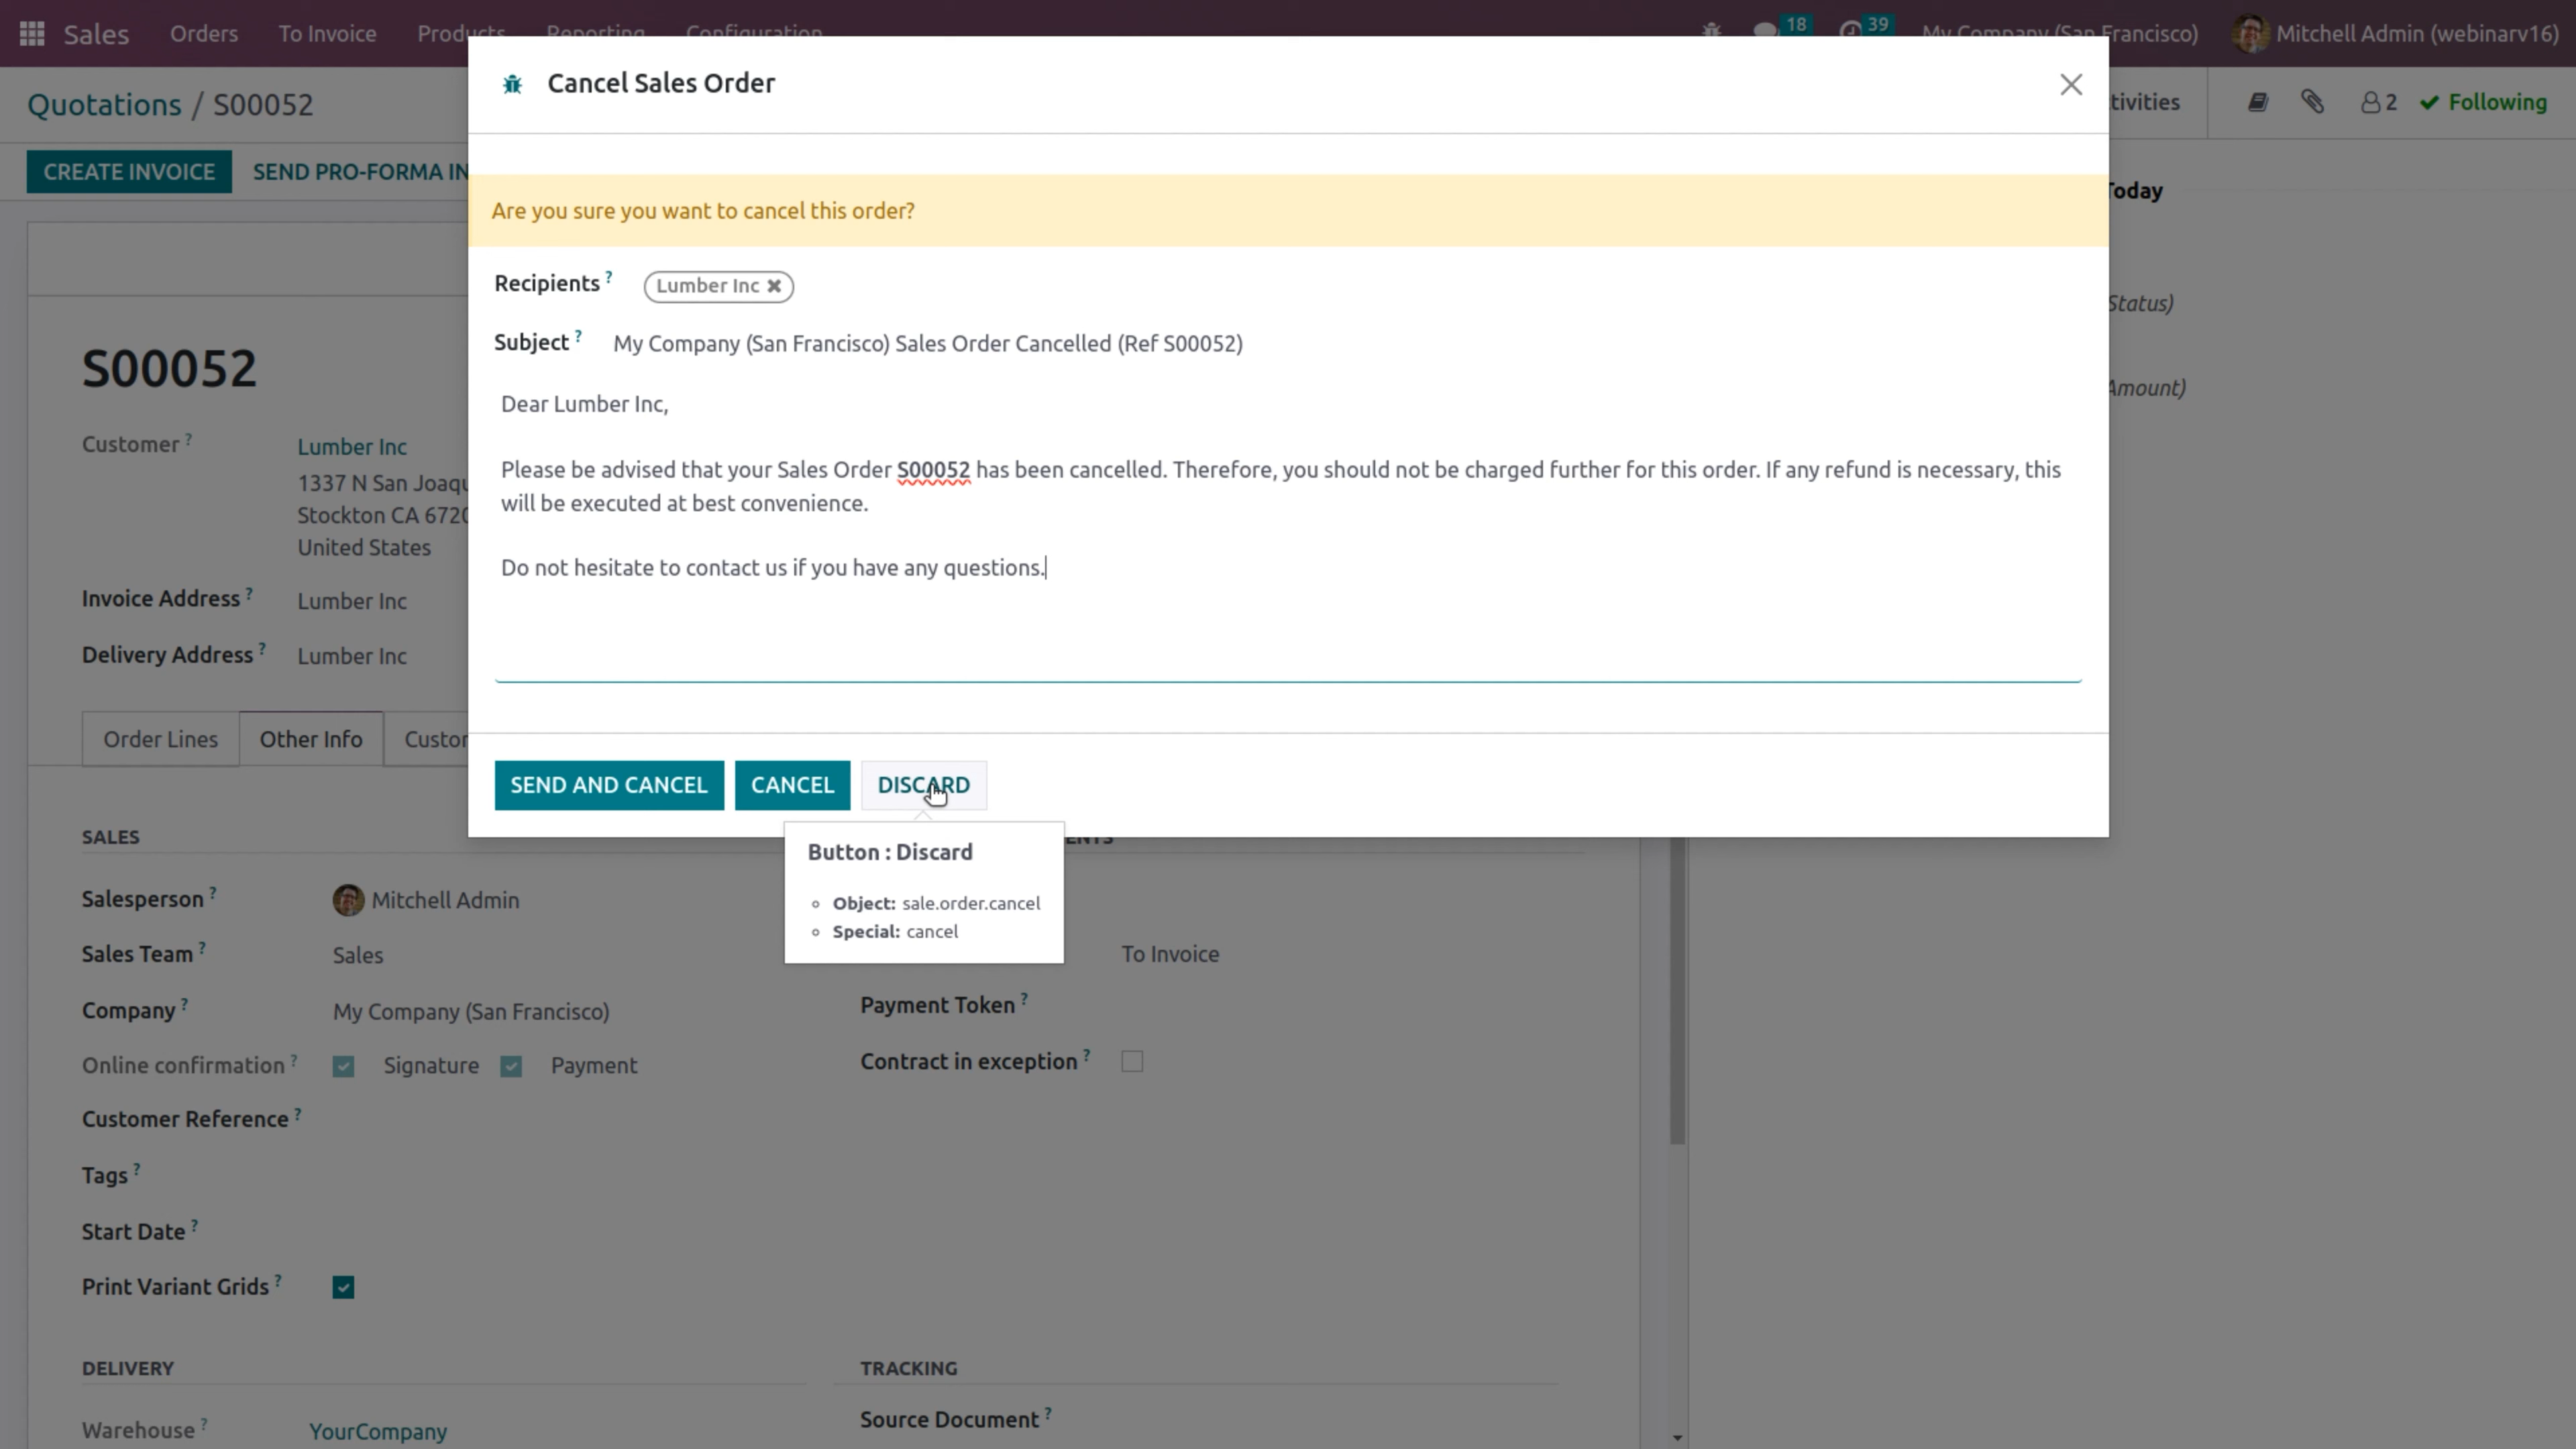 Sales Orders To Invoice Products Reporting Configuration 18 39 My Company (San Francisco) Mitchell Admin (webinarv16)
Quotations / S00052
tivities 2 Following
CREATE INVOICE SEND PRO-FORMA IN
Today
Status)
Amount)
Cancel Sales Order
Are you sure you want to cancel this order?
Recipients ? Lumber Inc
Subject ? My Company (San Francisco) Sales Order Cancelled (Ref S00052)
Dear Lumber Inc,
Please be advised that your Sales Order S00052 has been cancelled. Therefore, you should not be charged further for this order. If any refund is necessary, this
will be executed at best convenience.
Do not hesitate to contact us if you have any questions.
SEND AND CANCEL CANCEL DISCARD
Button : Discard
Object: sale.order.cancel
Special: cancel
S00052
Customer ? Lumber Inc
1337 N San Joaqu
Stockton CA 6720
United States
Invoice Address ? Lumber Inc
Delivery Address ? Lumber Inc
Order Lines Other Info Custor
SALES
Salesperson ? Mitchell Admin
Sales Team ? Sales
Company ? My Company (San Francisco)
Online confirmation ? Signature Payment
Customer Reference ?
Tags ?
Start Date ?
Print Variant Grids ?
ENTS
To Invoice
Payment Token ?
Contract in exception ?
DELIVERY
Warehouse ? YourCompany
TRACKING
Source Document ?